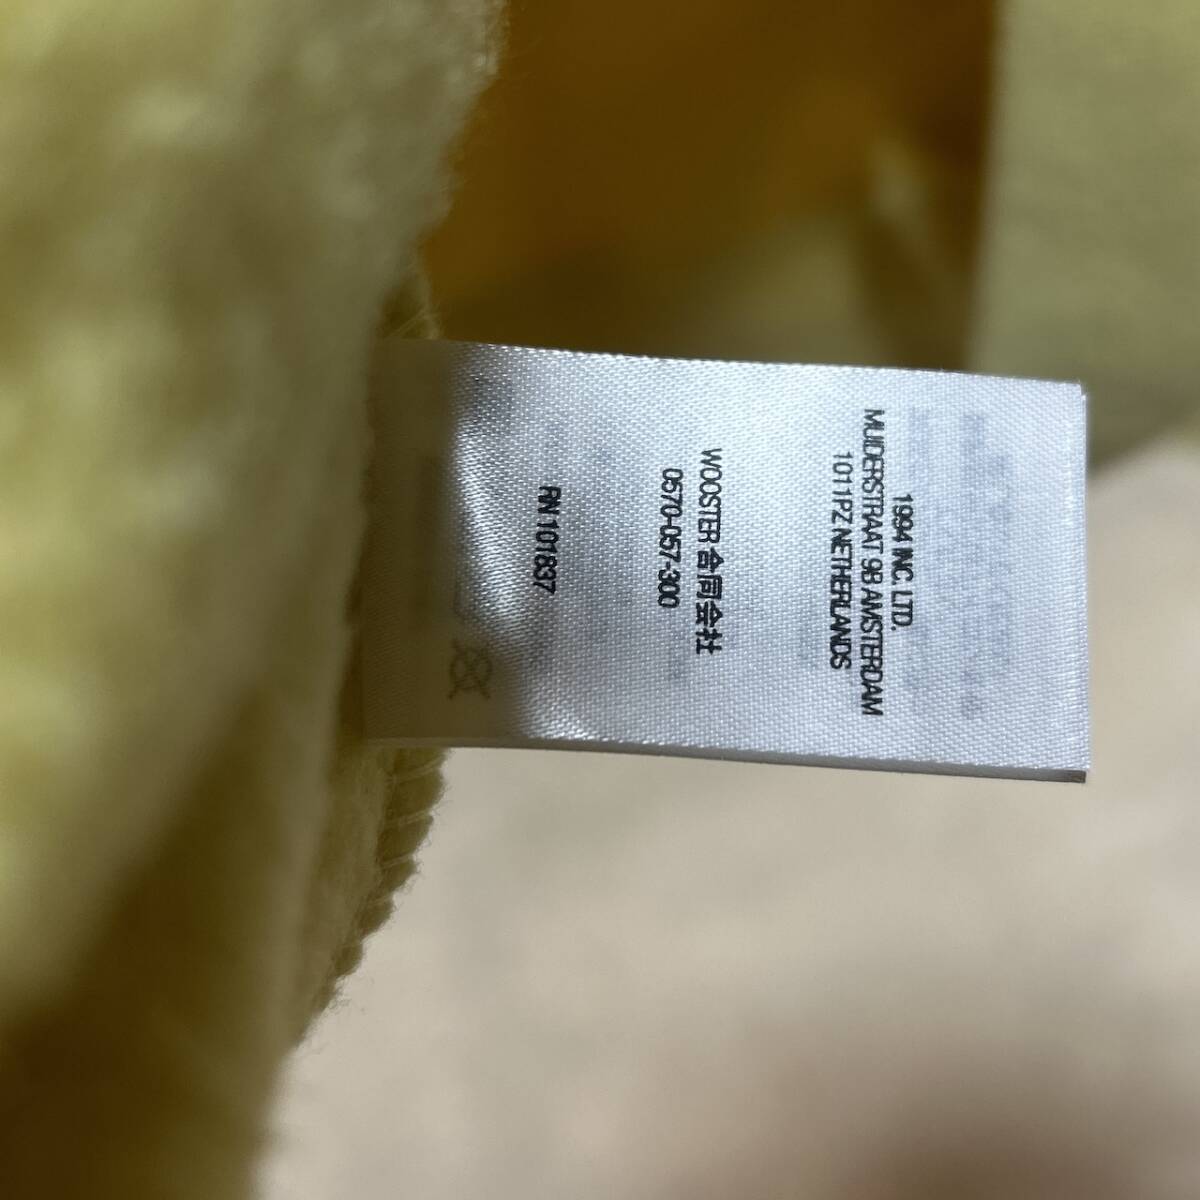 1994 INC. LTD.
MUIDERSTRAAT 9B AMSTERDAM
1011PZ NETHERLANDS
WOOSTER 合同会社
0570-057-300
RN 101837